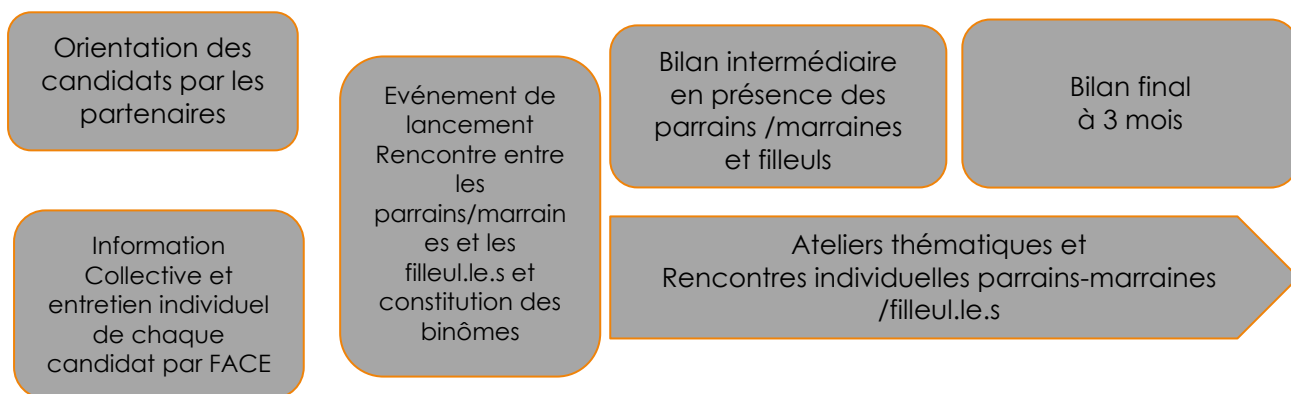 Orientation des
candidats par les
partenaires
Information
Collective et
entretien individuel
de chaque
candidat par FACE
Evénement de
lancement
Rencontre entre
les
parrains/marrain
es et les
filleul.le.s et
constitution des
binômes
Bilan intermédiaire
en présence des
parrains /marraines
et filleuls
Bilan final
à 3 mois
Ateliers thématiques et
Rencontres individuelles parrains-marraines
/filleul.le.s